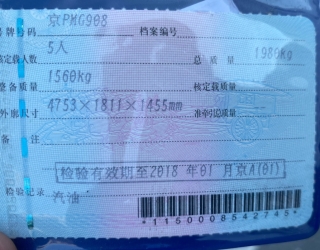 号牌号码 京PMG908 档案编号
核定载人数 5人 总质量 1980kg
整备质量 1560kg 核定载质量
外廓尺寸 4753×1811×1455mm 准牵引总质量
备注
检验有效期至2018年01月京A(01)
检验记录 汽油
*1150008542745*